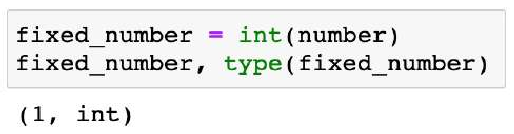 fixed_number = int(number)
fixed_number, type(fixed_number)
(1, int)